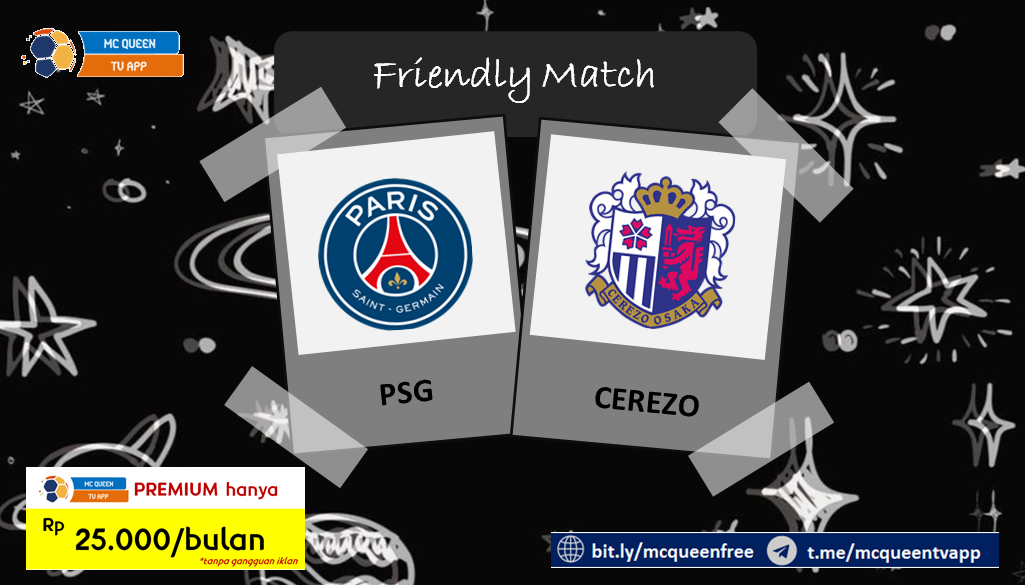 MC QUEEN
TV APP
Friendly Match
PARIS
SAINT - GERMAIN
CEREZO OSAKA
PSG
CEREZO
MC QUEEN
TV APP
PREMIUM hanya
Rp 25.000/bulan
*tanpa gangguan iklan
bit.ly/mcqueenfree
t.me/mcqueentvapp